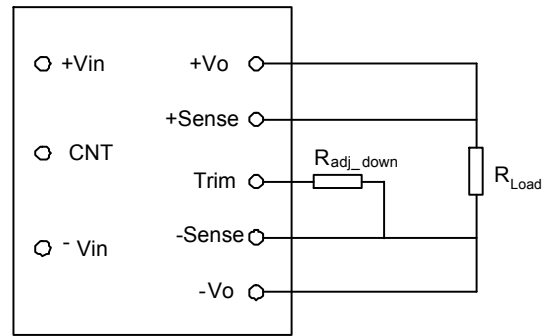 +Vin
+Vo
+Sense
CNT
Trim
Radj_down
RLoad
-Sense
- Vin
-Vo